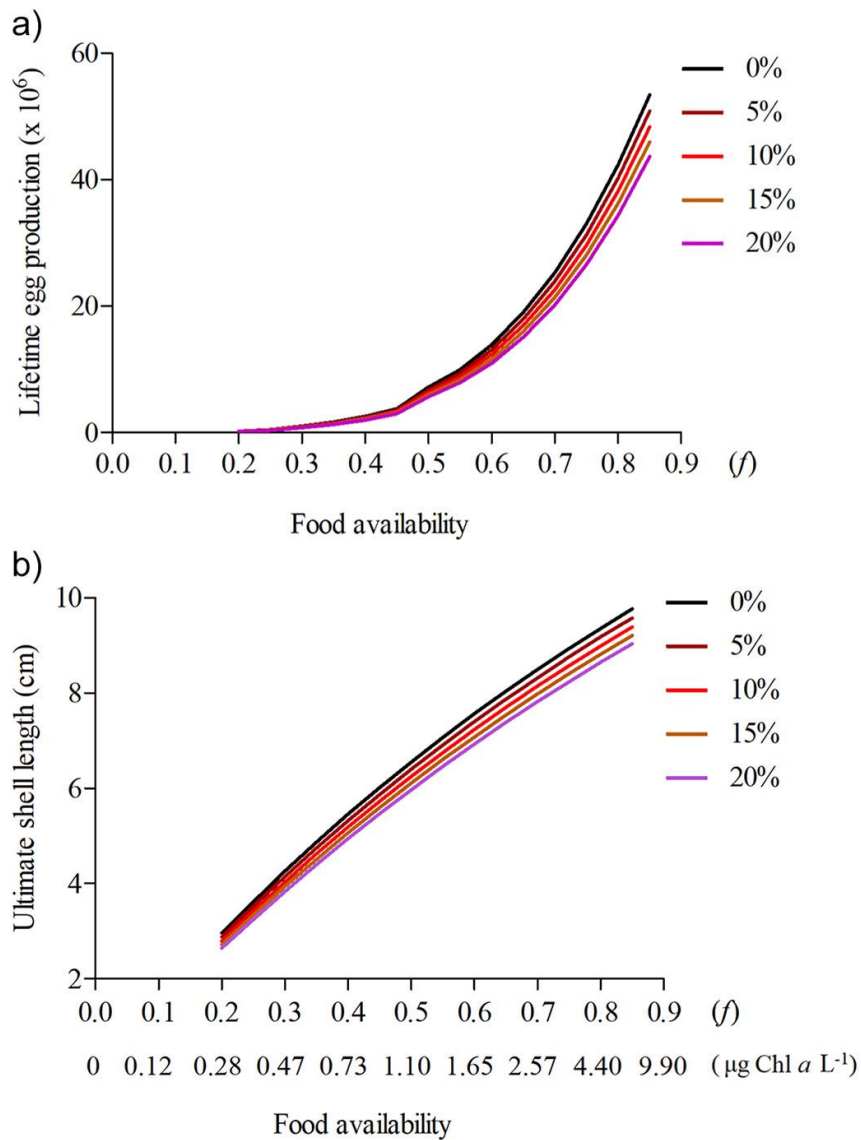 a)
Lifetime egg production (x 10⁶)
60
40
20
0
0.0 0.1 0.2 0.3 0.4 0.5 0.6 0.7 0.8 0.9 (f)
Food availability
0%
5%
10%
15%
20%
b)
Ultimate shell length (cm)
10
8
6
4
2
0.0 0.1 0.2 0.3 0.4 0.5 0.6 0.7 0.8 0.9 (f)
0 0.12 0.28 0.47 0.73 1.10 1.65 2.57 4.40 9.90 (μg Chl a L⁻¹)
Food availability
0%
5%
10%
15%
20%